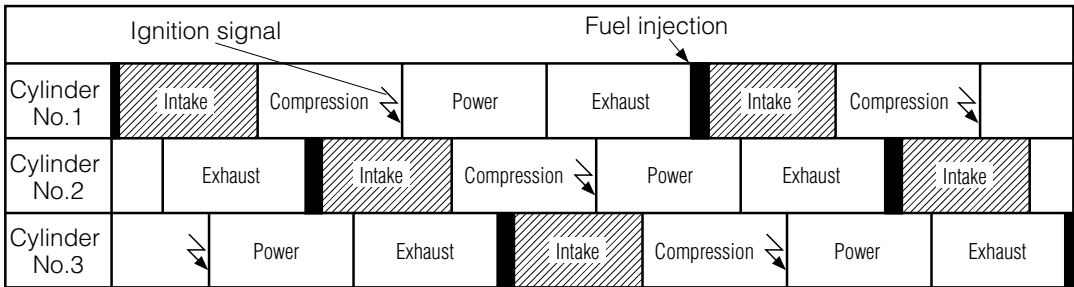 Ignition signal
Fuel injection
Cylinder
No.1
Intake
Compression
Power
Exhaust
Intake
Compression
Cylinder
No.2
Exhaust
Intake
Compression
Power
Exhaust
Intake
Cylinder
No.3
Power
Exhaust
Intake
Compression
Power
Exhaust